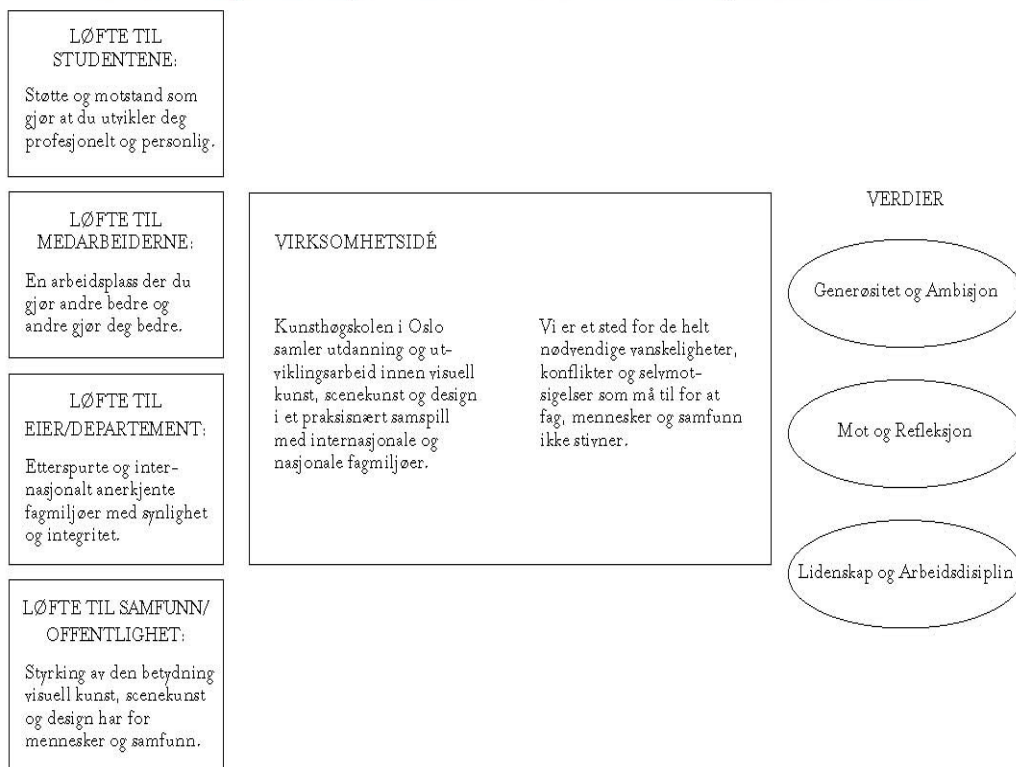 LØFTE TIL
STUDENTENE:
Støtte og motstand som
gjør at du utvikler deg
profesjonelt og personlig.
LØFTE TIL
MEDARBEIDERNE:
En arbeidsplass der du
gjør andre bedre og
andre gjør deg bedre.
LØFTE TIL
EIER/DEPARTEMENT:
Etterspurte og inter-
nasjonalt anerkjente
fagmiljøer med synlighet
og integritet.
LØFTE TIL SAMFUNN/
OFFENTLIGHET:
Styrking av den betydning
visuell kunst, scenekunst
og design har for
mennesker og samfunn.
VIRKSOMHETSIDÉ
Kunsthøgskolen i Oslo
samler utdanning og ut-
viklingsarbeid innen visuell
kunst, scenekunst og design
i et praksisnært samspill
med internasjonale og
nasjonale fagmiljøer.
Vi er et sted for de helt
nødvendige vanskeligheter,
konflikter og selvmot-
sigelser som må til for at
fag, mennesker og samfunn
ikke stivner.
VERDIER
Generøsitet og Ambisjon
Mot og Refleksjon
Lidenskap og Arbeidsdisiplin